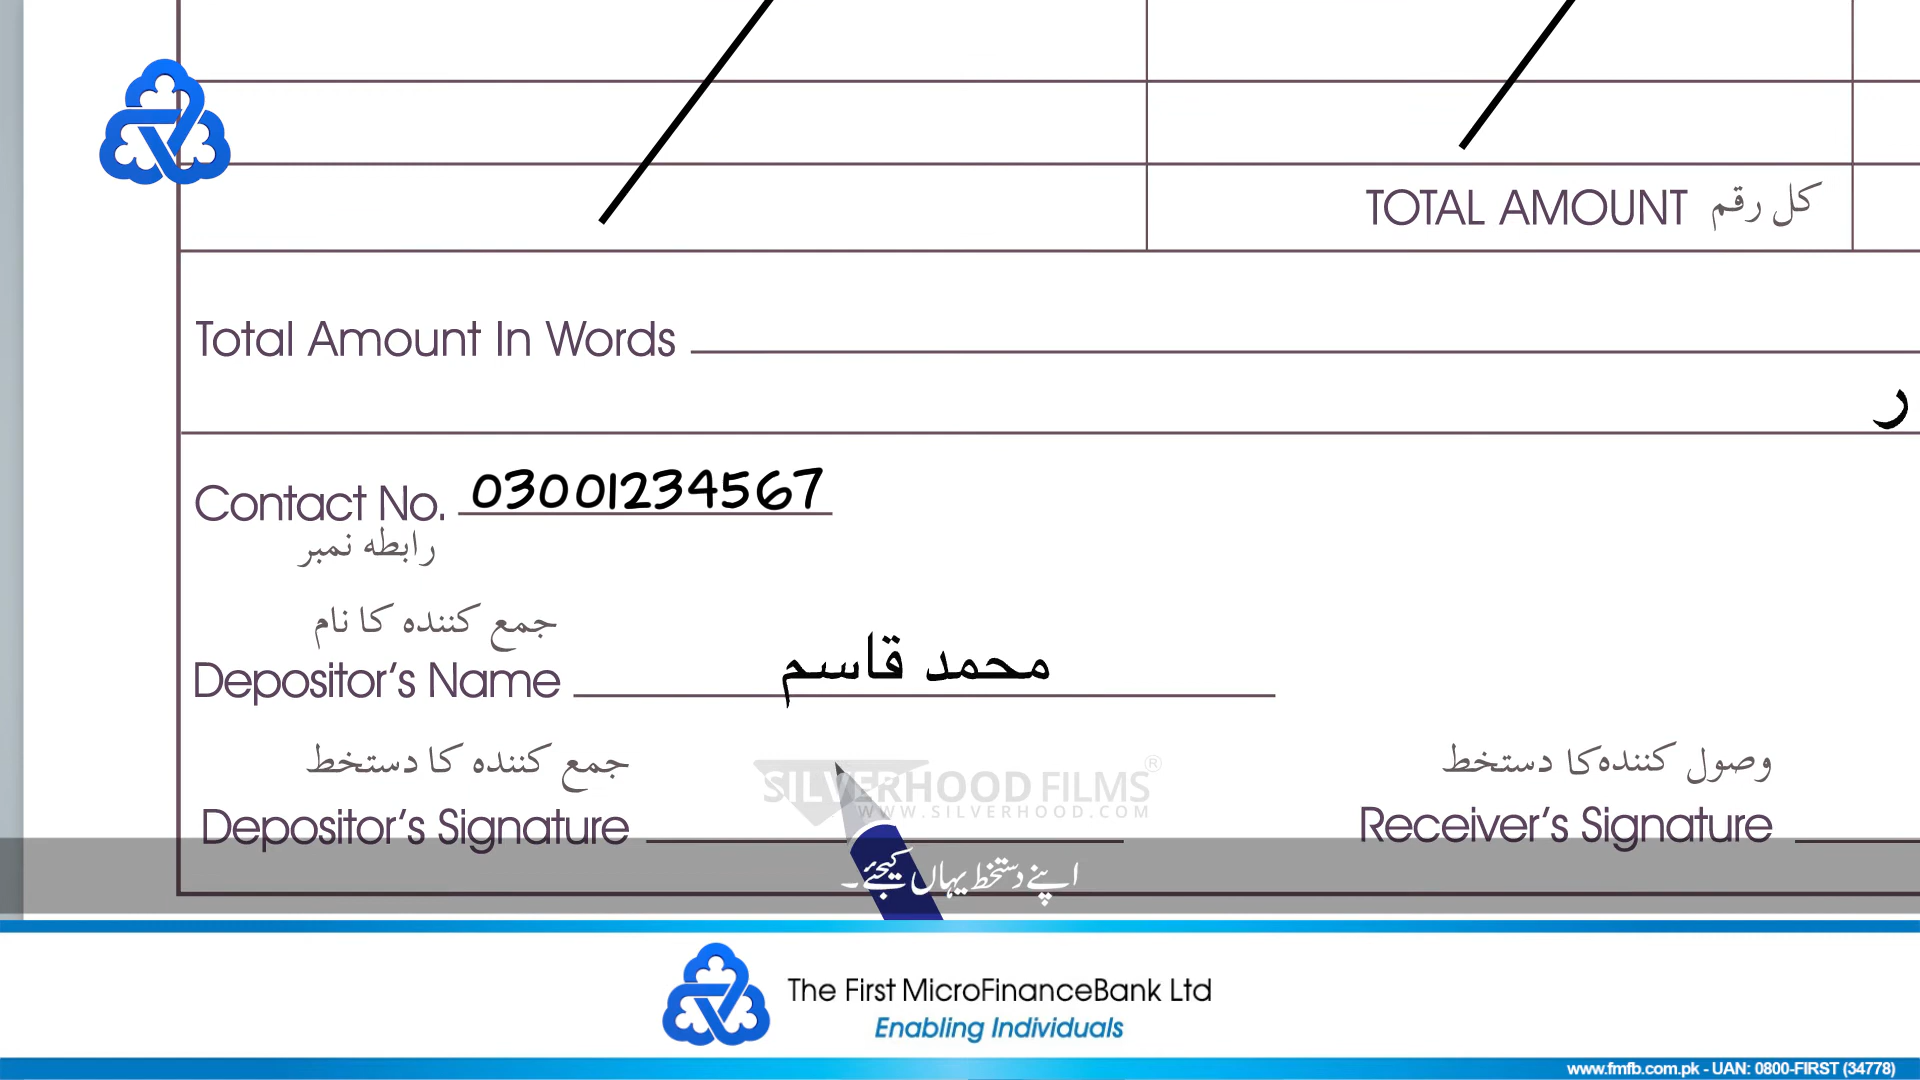 TOTAL AMOUNT کل رقم
Total Amount In Words
ر
Contact No. 03001234567
رابطہ نمبر
جمع کنندہ کا نام
Depositor's Name محمد قاسم
جمع کنندہ کا دستخط
وصول کنندہ کا دستخط
SILVERHOOD FILMS®
WWW.SILVERHOOD.COM
Depositor's Signature
Receiver's Signature
اپنے دستخط یہاں کیجئے۔
The First MicroFinanceBank Ltd
Enabling Individuals
www.fmfb.com.pk - UAN: 0800-FIRST (34778)